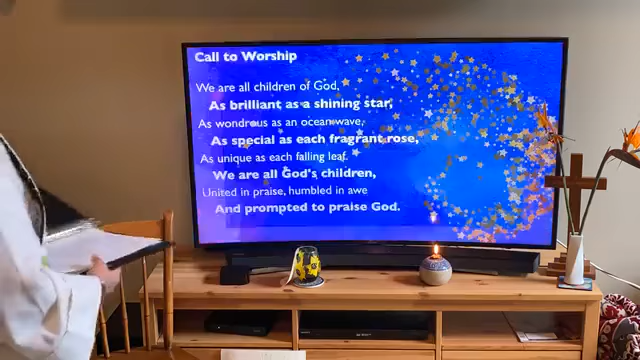 Call to Worship
We are all children of God,
As brilliant as a shining star,
As wondrous as an ocean wave,
As special as each fragrant rose,
As unique as each falling leaf.
We are all God's children,
United in praise, humbled in awe
And prompted to praise God.